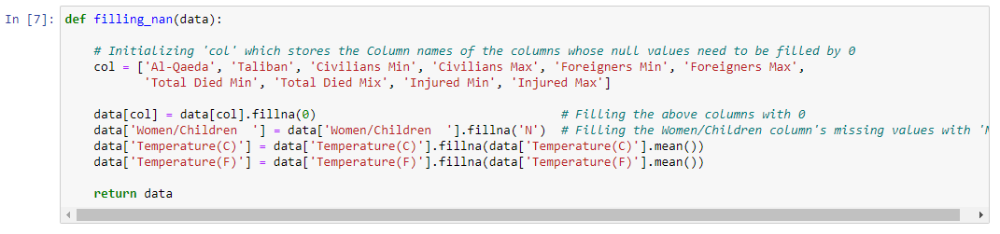 In [7]: def filling_nan(data):
# Initializing 'col' which stores the Column names of the columns whose null values need to be filled by 0
col = ['Al-Qaeda', 'Taliban', 'Civilians Min', 'Civilians Max', 'Foreigners Min', 'Foreigners Max',
'Total Died Min', 'Total Died Mix', 'Injured Min', 'Injured Max']
data[col] = data[col].fillna(0) # Filling the above columns with 0
data['Women/Children  '] = data['Women/Children  '].fillna('N') # Filling the Women/Children column's missing values with 'N
data['Temperature(C)'] = data['Temperature(C)'].fillna(data['Temperature(C)'].mean())
data['Temperature(F)'] = data['Temperature(F)'].fillna(data['Temperature(F)'].mean())
return data